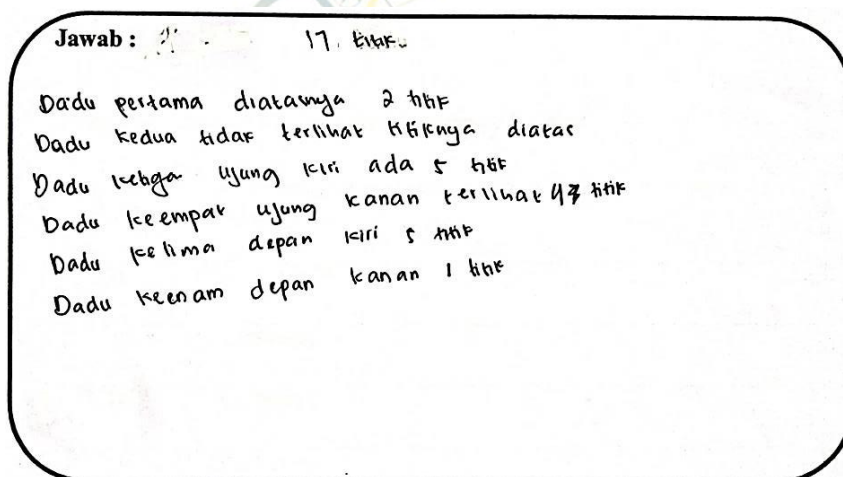 Jawab : 17 titik
Dadu pertama diatasnya 2 titik
Dadu kedua tidak terlihat titiknya diatas
Dadu ketiga ujung kiri ada 5 titik
Dadu keempat ujung kanan terlihat 4 titik
Dadu kelima depan kiri 5 titik
Dadu keenam depan kanan 1 titik